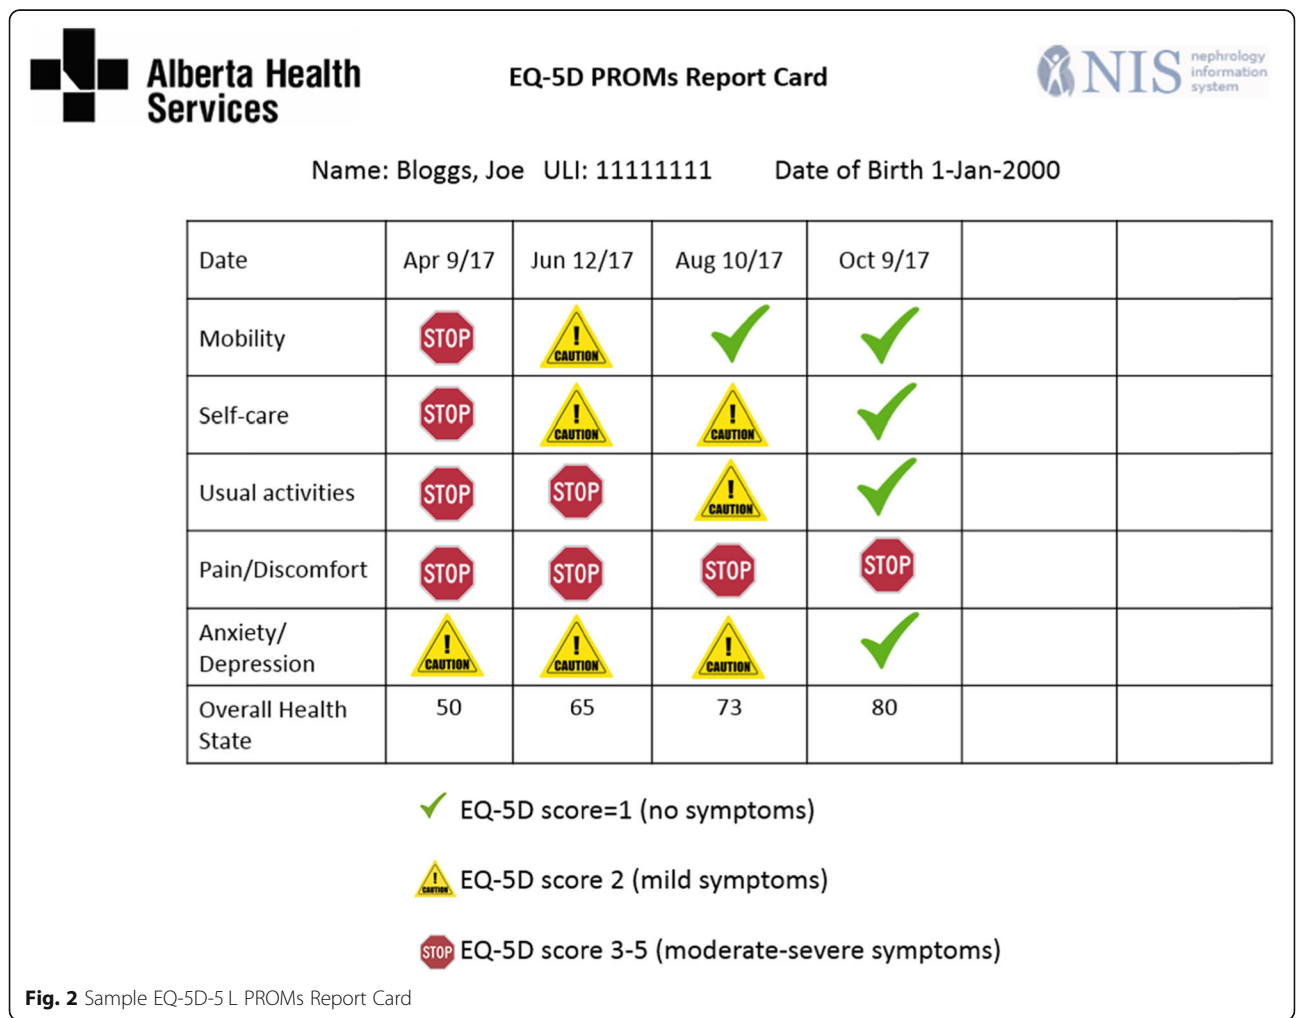 Alberta Health
Services
EQ-5D PROMs Report Card
NIS
nephrology
information
system
Name: Bloggs, Joe ULI: 11111111 Date of Birth 1-Jan-2000
Date Apr 9/17 Jun 12/17 Aug 10/17 Oct 9/17
Mobility STOP ! CAUTION
Self-care STOP ! CAUTION ! CAUTION
Usual activities STOP STOP ! CAUTION
Pain/Discomfort STOP STOP STOP STOP
Anxiety/
Depression ! CAUTION ! CAUTION ! CAUTION
Overall Health
State 50 65 73 80
EQ-5D score=1 (no symptoms)
! CAUTION EQ-5D score 2 (mild symptoms)
STOP EQ-5D score 3-5 (moderate-severe symptoms)
Fig. 2 Sample EQ-5D-5 L PROMs Report Card